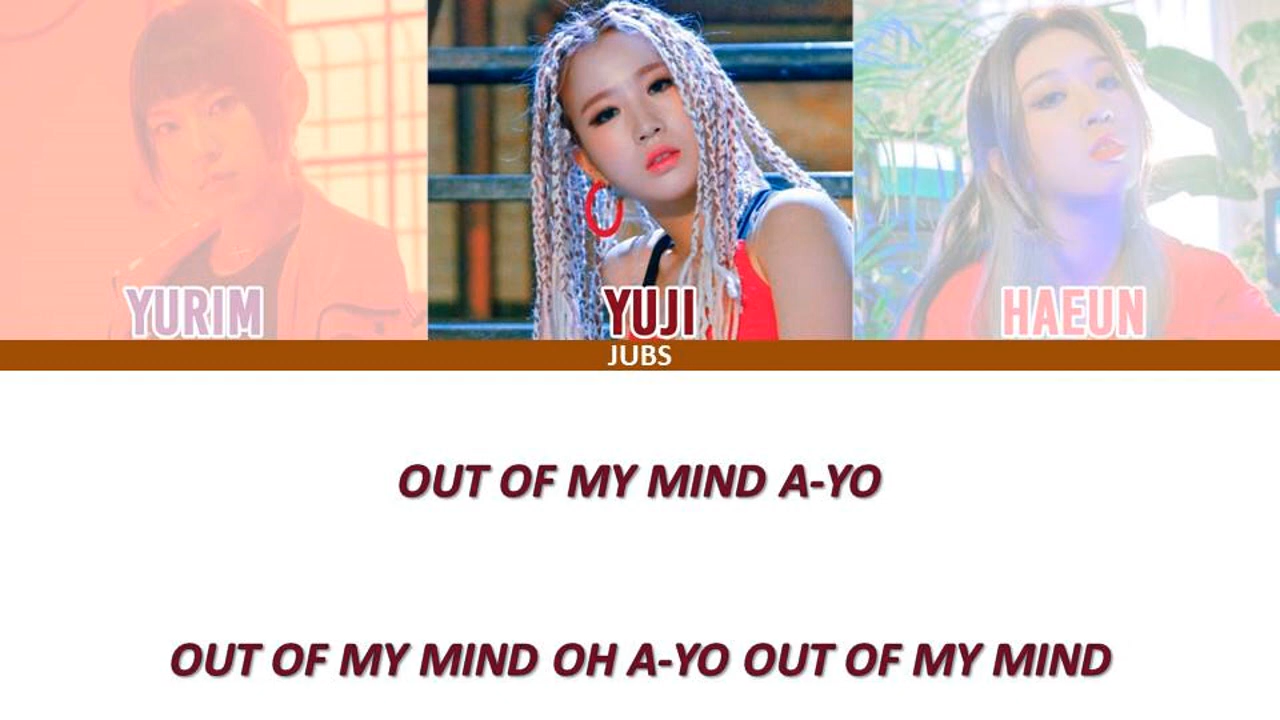 YURIM
YUJI
HAEUN
JUBS
OUT OF MY MIND A-YO
OUT OF MY MIND OH A-YO OUT OF MY MIND